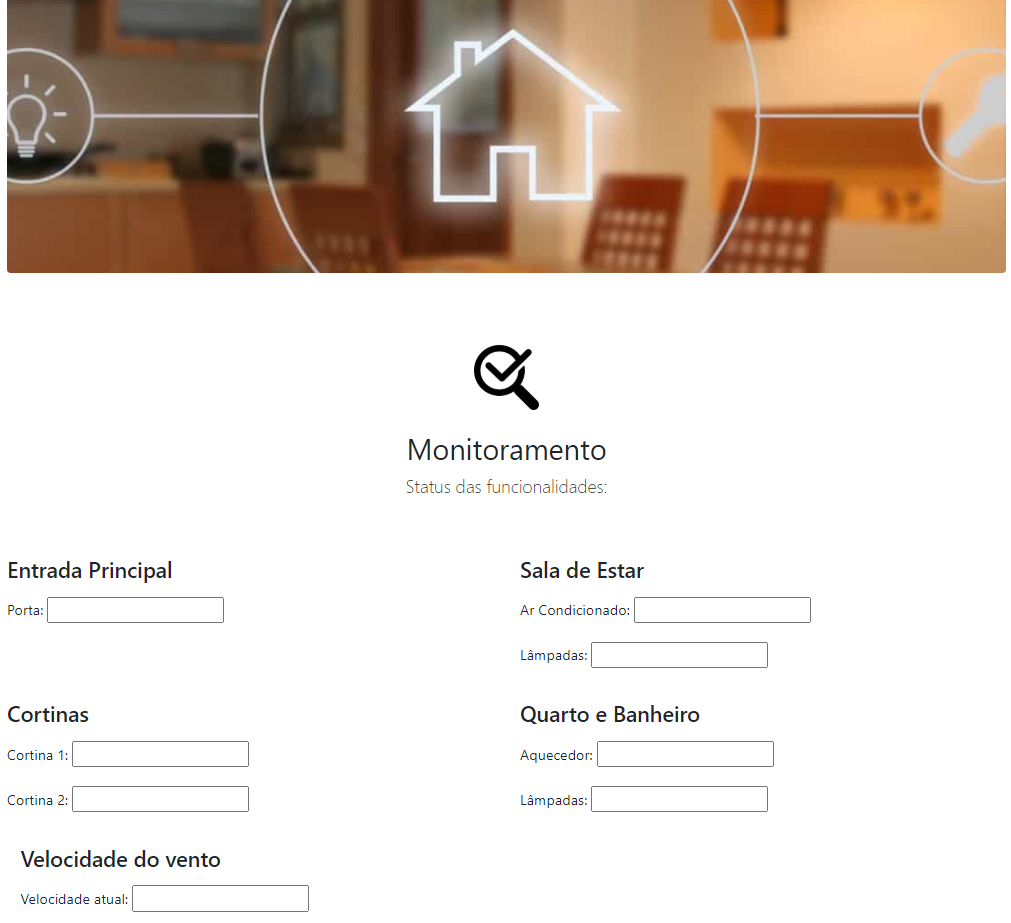 Monitoramento
Status das funcionalidades:
Entrada Principal
Porta:
Sala de Estar
Ar Condicionado:
Lâmpadas:
Cortinas
Cortina 1:
Cortina 2:
Quarto e Banheiro
Aquecedor:
Lâmpadas:
Velocidade do vento
Velocidade atual: